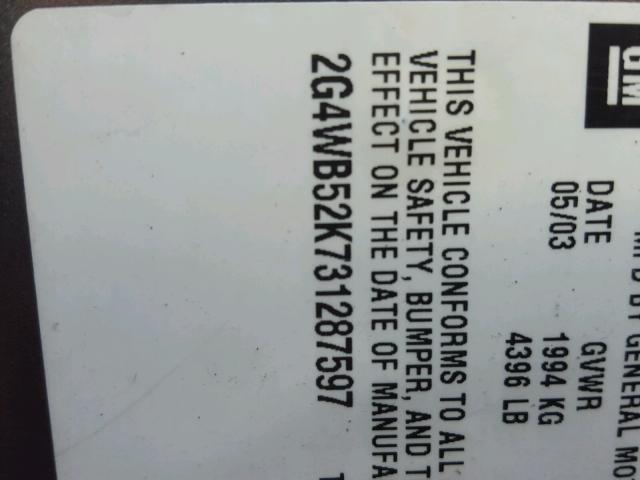 GM
MFD BY GENERAL MO
DATE GVWR
05/03 1994 KG
4396 LB
THIS VEHICLE CONFORMS TO ALL
VEHICLE SAFETY, BUMPER, AND T
EFFECT ON THE DATE OF MANUFA
2G4WB52K731287597